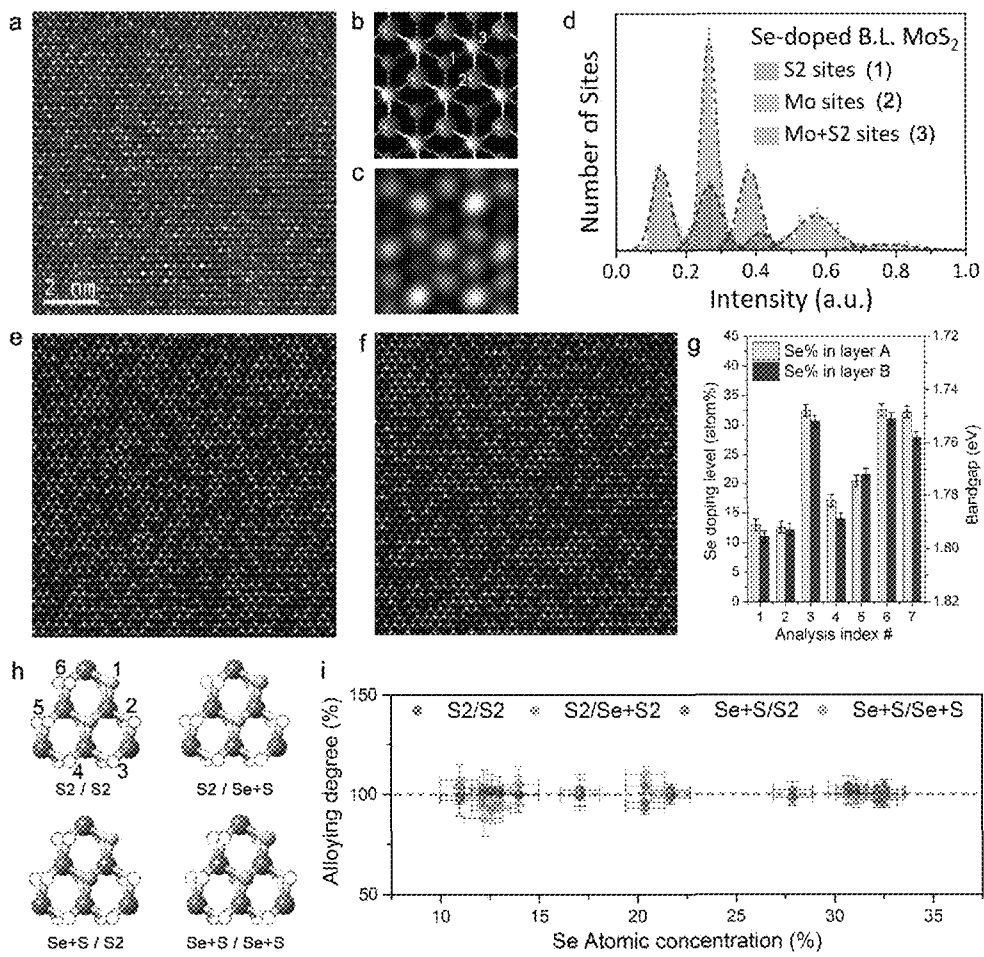 a
2 nm
b
3
1
2
c
d
Se-doped B.L. MoS2
S2 sites (1)
Mo sites (2)
Mo+S2 sites (3)
Number of Sites
0.0 0.2 0.4 0.6 0.8 1.0
Intensity (a.u.)
e
f
g
Se% in layer A
Se% in layer B
Se doping level (atom%)
45
40
35
30
25
20
15
10
5
0
1.72
1.74
1.76
1.78
1.80
1.82
Bandgap (eV)
1 2 3 4 5 6 7
Analysis index #
h
6 1
5 2
4 3
S2 / S2
S2 / Se+S
Se+S / S2
Se+S / Se+S
i
S2/S2 S2/Se+S2 Se+S/S2 Se+S/Se+S
Alloying degree (%)
150
100
50
10 15 20 25 30 35
Se Atomic concentration (%)